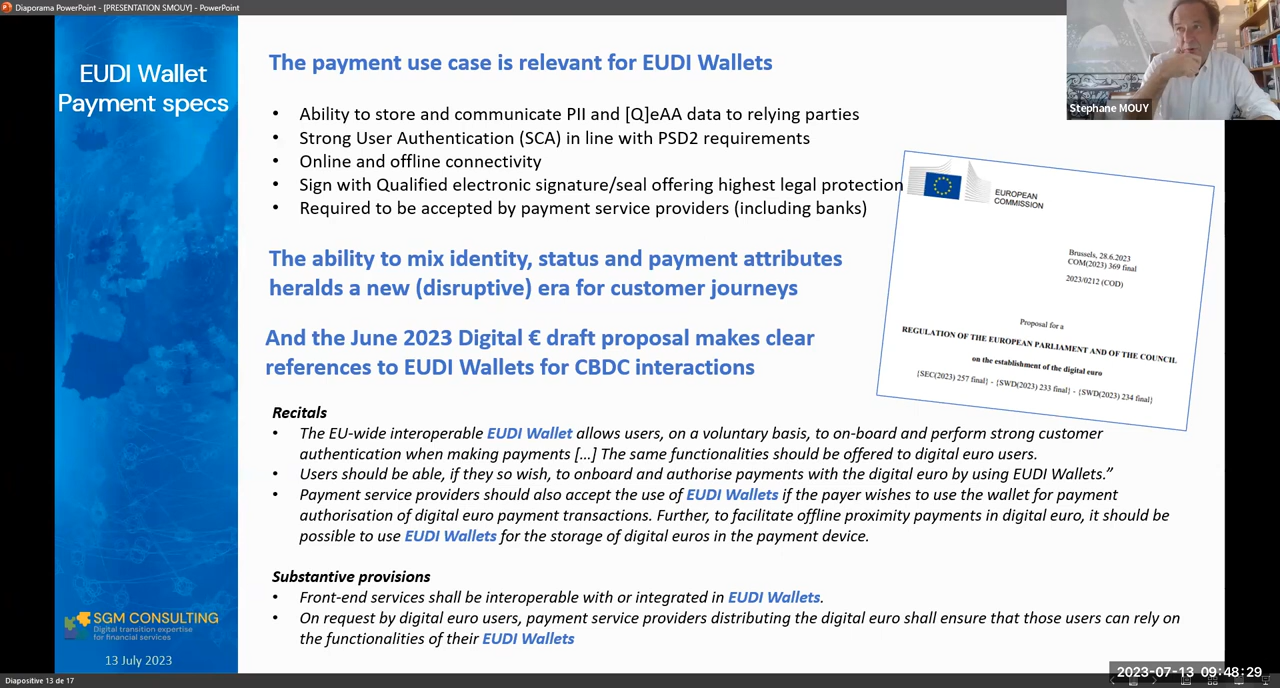 Diaporama PowerPoint - [PRESENTATION SMOUY] - PowerPoint
EUDI Wallet
Payment specs
The payment use case is relevant for EUDI Wallets
• Ability to store and communicate PII and [Q]eAA data to relying parties
• Strong User Authentication (SCA) in line with PSD2 requirements
• Online and offline connectivity
• Sign with Qualified electronic signature/seal offering highest legal protection
• Required to be accepted by payment service providers (including banks)
The ability to mix identity, status and payment attributes
heralds a new (disruptive) era for customer journeys
And the June 2023 Digital € draft proposal makes clear
references to EUDI Wallets for CBDC interactions
Stephane MOUY
EUROPEAN
COMMISSION
Brussels, 28.6.2023
COM(2023) 369 final
2023/0212 (COD)
Proposal for a
REGULATION OF THE EUROPEAN PARLIAMENT AND OF THE COUNCIL
on the establishment of the digital euro
{SEC(2023) 257 final} - {SWD(2023) 233 final} - {SWD(2023) 234 final}
Recitals
• The EU-wide interoperable EUDI Wallet allows users, on a voluntary basis, to on-board and perform strong customer
authentication when making payments [...] The same functionalities should be offered to digital euro users.
• Users should be able, if they so wish, to onboard and authorise payments with the digital euro by using EUDI Wallets.”
• Payment service providers should also accept the use of EUDI Wallets if the payer wishes to use the wallet for payment
authorisation of digital euro payment transactions. Further, to facilitate offline proximity payments in digital euro, it should be
possible to use EUDI Wallets for the storage of digital euros in the payment device.
Substantive provisions
• Front-end services shall be interoperable with or integrated in EUDI Wallets.
• On request by digital euro users, payment service providers distributing the digital euro shall ensure that those users can rely on
the functionalities of their EUDI Wallets
SGM CONSULTING
Digital transition expertise
for financial services
13 July 2023
Diapositive 13 de 17
2023-07-13 09:48:29